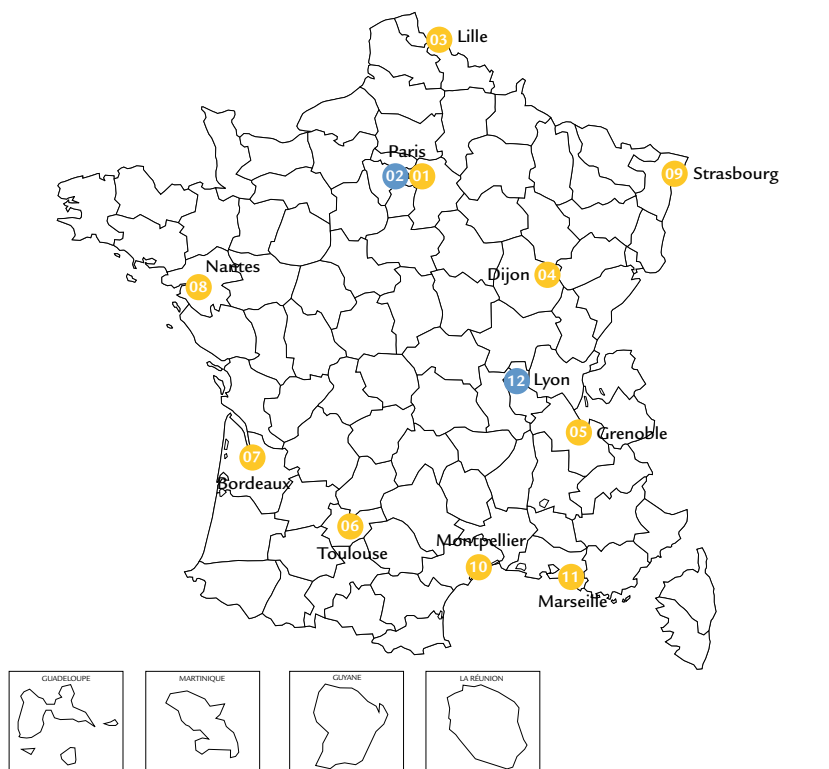 03 Lille
Paris
02 01
09 Strasbourg
Nantes
08
Dijon 04
12 Lyon
05 Grenoble
07
Bordeaux
06
Toulouse
Montpellier
10
11
Marseille
GUADELOUPE
MARTINIQUE
GUYANE
LA RÉUNION